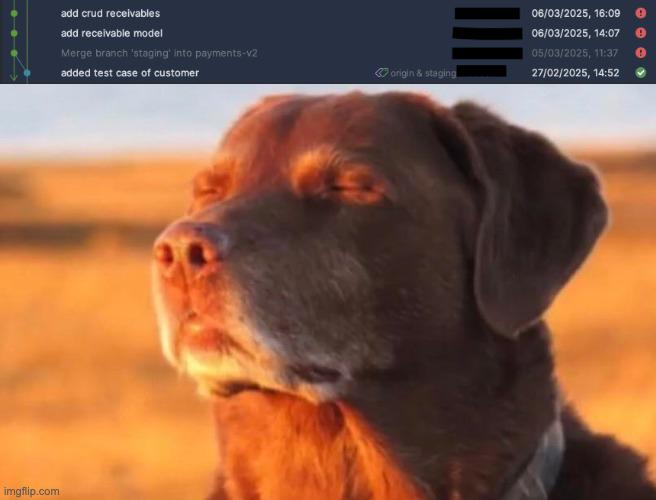 add crud receivables 06/03/2025, 16:09
add receivable model 06/03/2025, 14:07
Merge branch 'staging' into payments-v2 05/03/2025, 11:37
added test case of customer origin & staging 27/02/2025, 14:52
imgflip.com